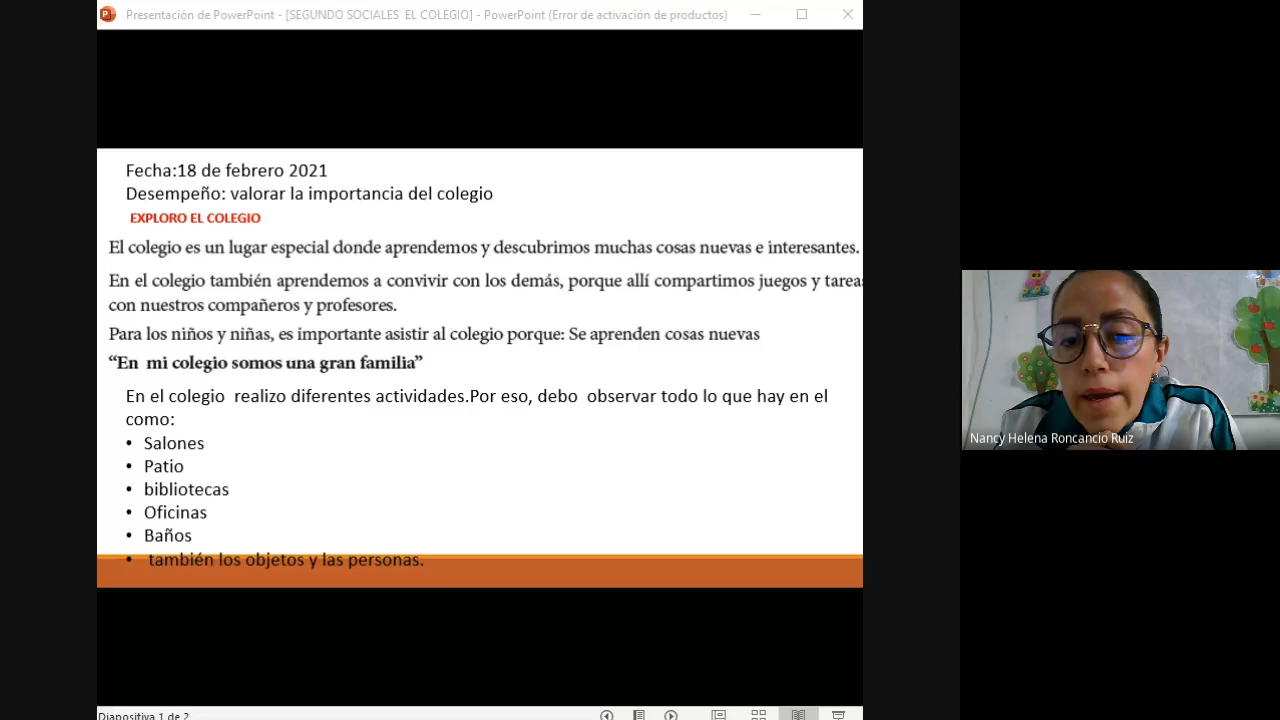 Presentación de PowerPoint - [SEGUNDO SOCIALES  EL COLEGIO] - PowerPoint (Error de activación de productos)
Fecha:18 de febrero 2021
Desempeño: valorar la importancia del colegio
EXPLORO EL COLEGIO
El colegio es un lugar especial donde aprendemos y descubrimos muchas cosas nuevas e interesantes.
En el colegio también aprendemos a convivir con los demás, porque allí compartimos juegos y tareas
con nuestros compañeros y profesores.
Para los niños y niñas, es importante asistir al colegio porque: Se aprenden cosas nuevas
“En  mi colegio somos una gran familia”
En el colegio  realizo diferentes actividades.Por eso, debo  observar todo lo que hay en el
como:
• Salones
• Patio
• bibliotecas
• Oficinas
• Baños
• también los objetos y las personas.
Nancy Helena Roncancio Ruiz
Diapositiva 1 de 2